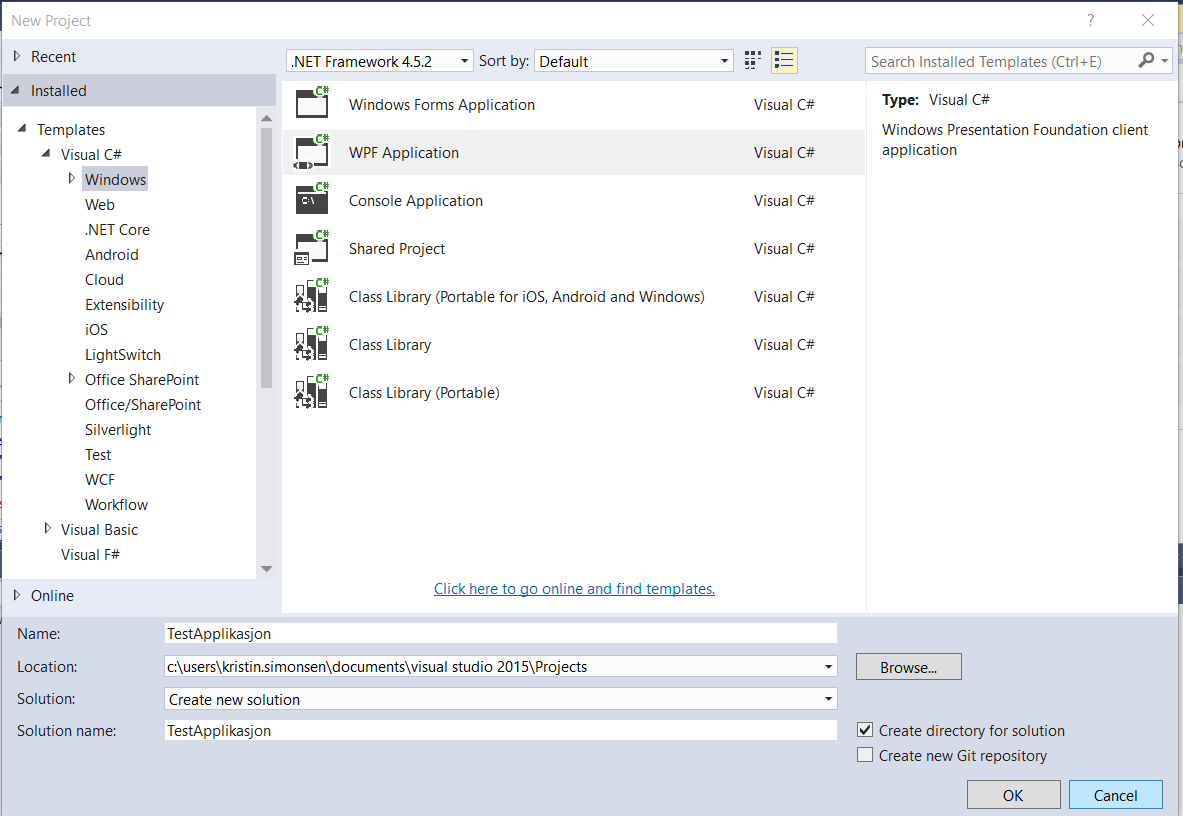 New Project
?
Recent
Installed
Templates
Visual C#
Windows
Web
.NET Core
Android
Cloud
Extensibility
iOS
LightSwitch
Office SharePoint
Office/SharePoint
Silverlight
Test
WCF
Workflow
Visual Basic
Visual F#
Online
.NET Framework 4.5.2 Sort by: Default
Search Installed Templates (Ctrl+E)
C# Windows Forms Application Visual C#
C# WPF Application Visual C#
C# C:\ Console Application Visual C#
C# Shared Project Visual C#
C# Class Library (Portable for iOS, Android and Windows) Visual C#
C# Class Library Visual C#
C# Class Library (Portable) Visual C#
Click here to go online and find templates.
Type: Visual C#
Windows Presentation Foundation client
application
Name: TestApplikasjon
Location: c:\users\kristin.simonsen\documents\visual studio 2015\Projects Browse...
Solution: Create new solution
Solution name: TestApplikasjon
Create directory for solution
Create new Git repository
OK Cancel